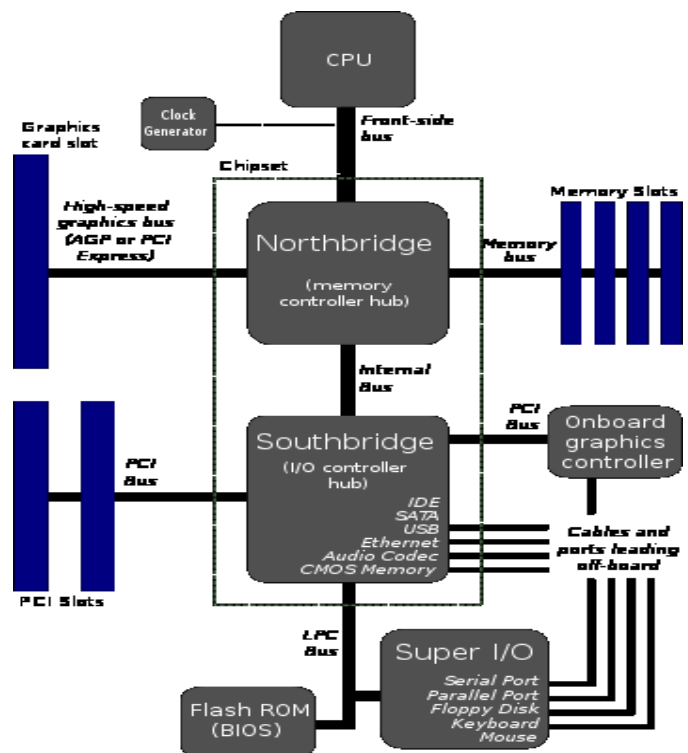 CPU
Clock
Generator
Front-side
bus
Graphics
card slot
Chipset
High-speed
graphics bus
(AGP or PCI
Express)
Northbridge
(memory
controller hub)
Memory
bus
Memory Slots
Internal
Bus
Southbridge
(I/O controller
hub)
IDE
SATA
USB
Ethernet
Audio Codec
CMOS Memory
PCI
Bus
Onboard
graphics
controller
PCI
Bus
PCI Slots
Cables and
ports leading
off-board
LPC
Bus
Super I/O
Serial Port
Parallel Port
Floppy Disk
Keyboard
Mouse
Flash ROM
(BIOS)